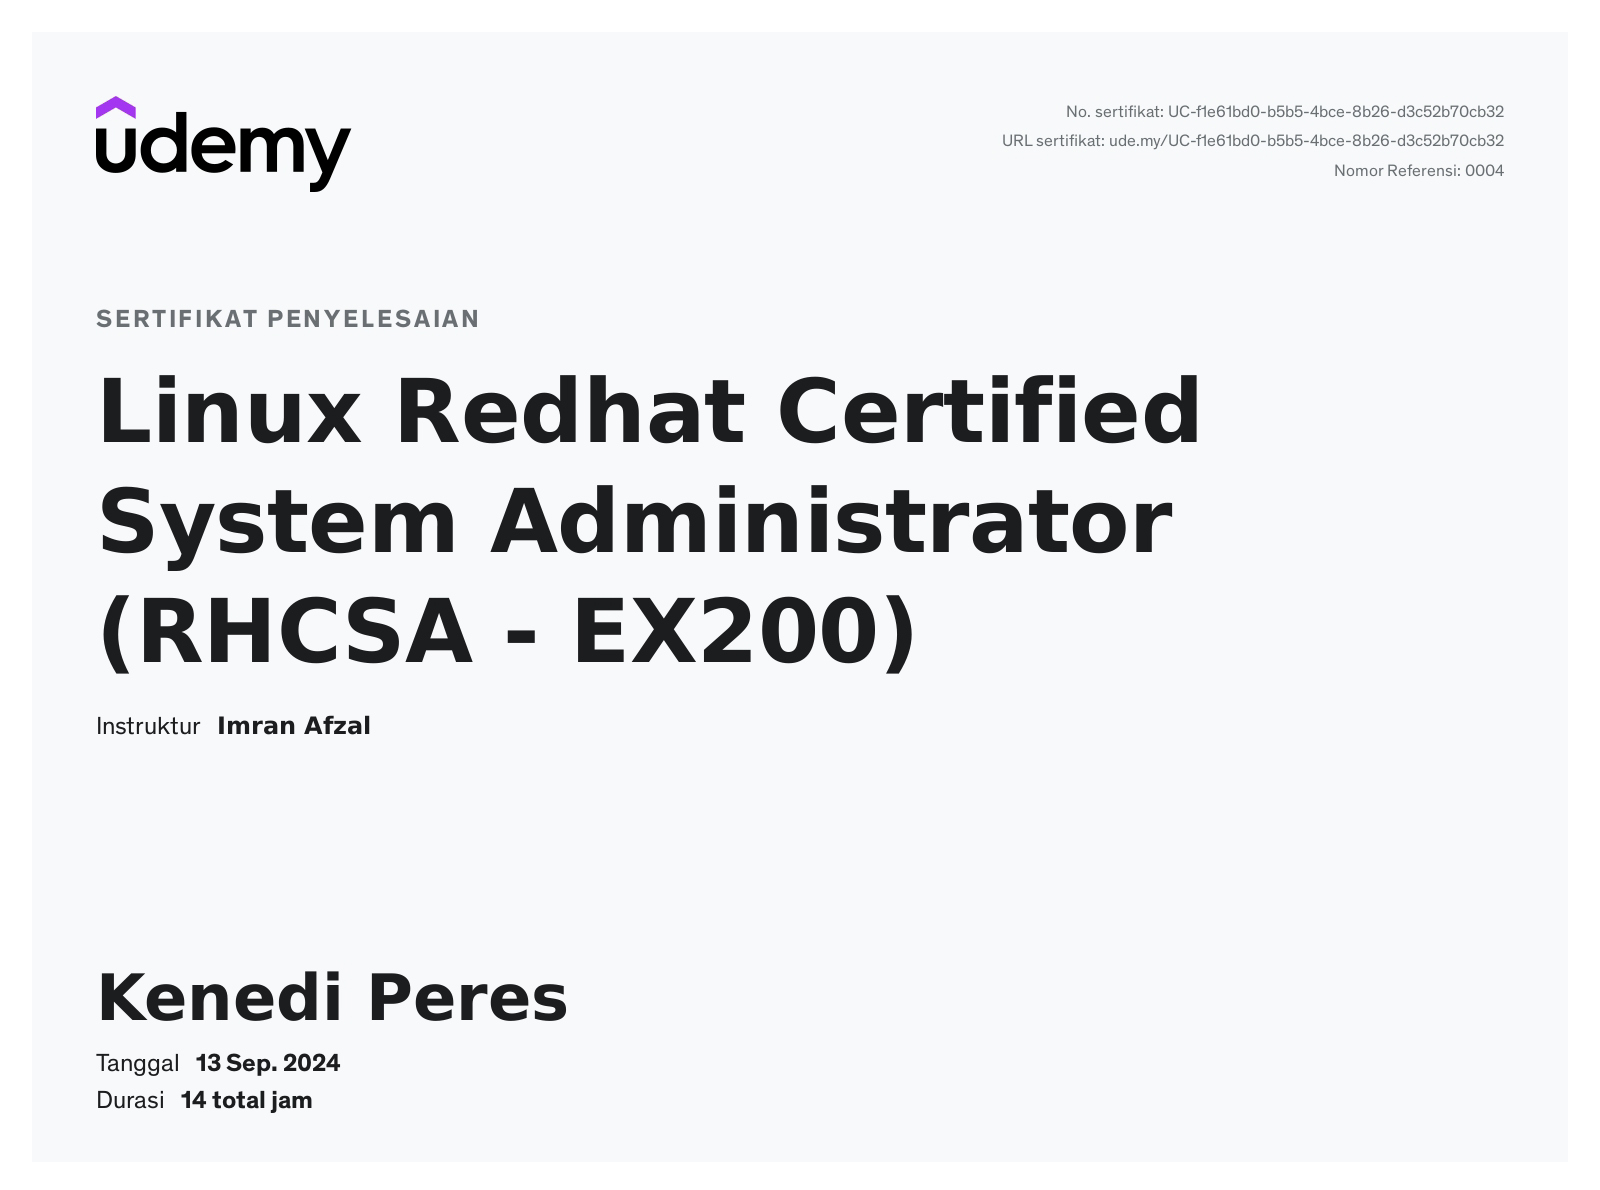 udemy
No. sertifikat: UC-f1e61bd0-b5b5-4bce-8b26-d3c52b70cb32
URL sertifikat: ude.my/UC-f1e61bd0-b5b5-4bce-8b26-d3c52b70cb32
Nomor Referensi: 0004
SERTIFIKAT PENYELESAIAN
Linux Redhat Certified
System Administrator
(RHCSA - EX200)
Instruktur Imran Afzal
Kenedi Peres
Tanggal 13 Sep. 2024
Durasi 14 total jam